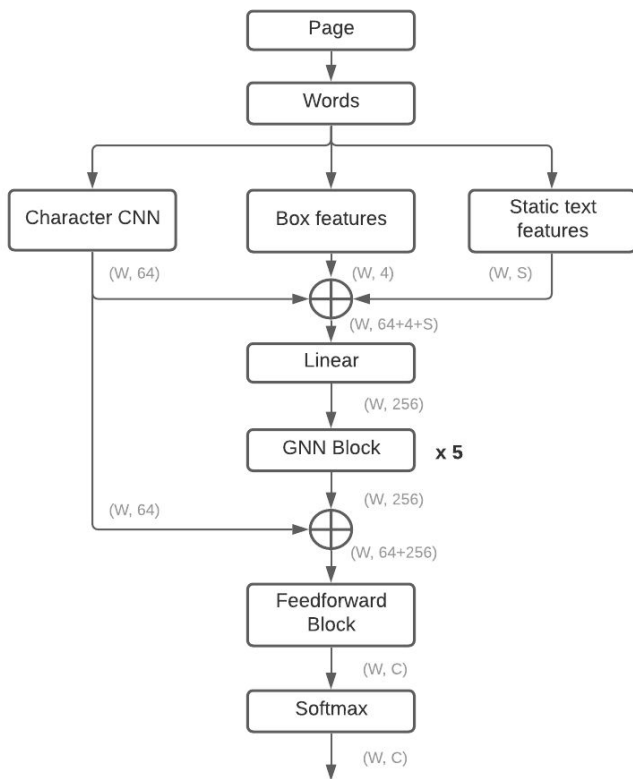 Page
Words
Character CNN
Box features
Static text
features
(W, 64)
(W, 4)
(W, S)
(W, 64+4+S)
Linear
(W, 256)
GNN Block
x 5
(W, 256)
(W, 64)
(W, 64+256)
Feedforward
Block
(W, C)
Softmax
(W, C)